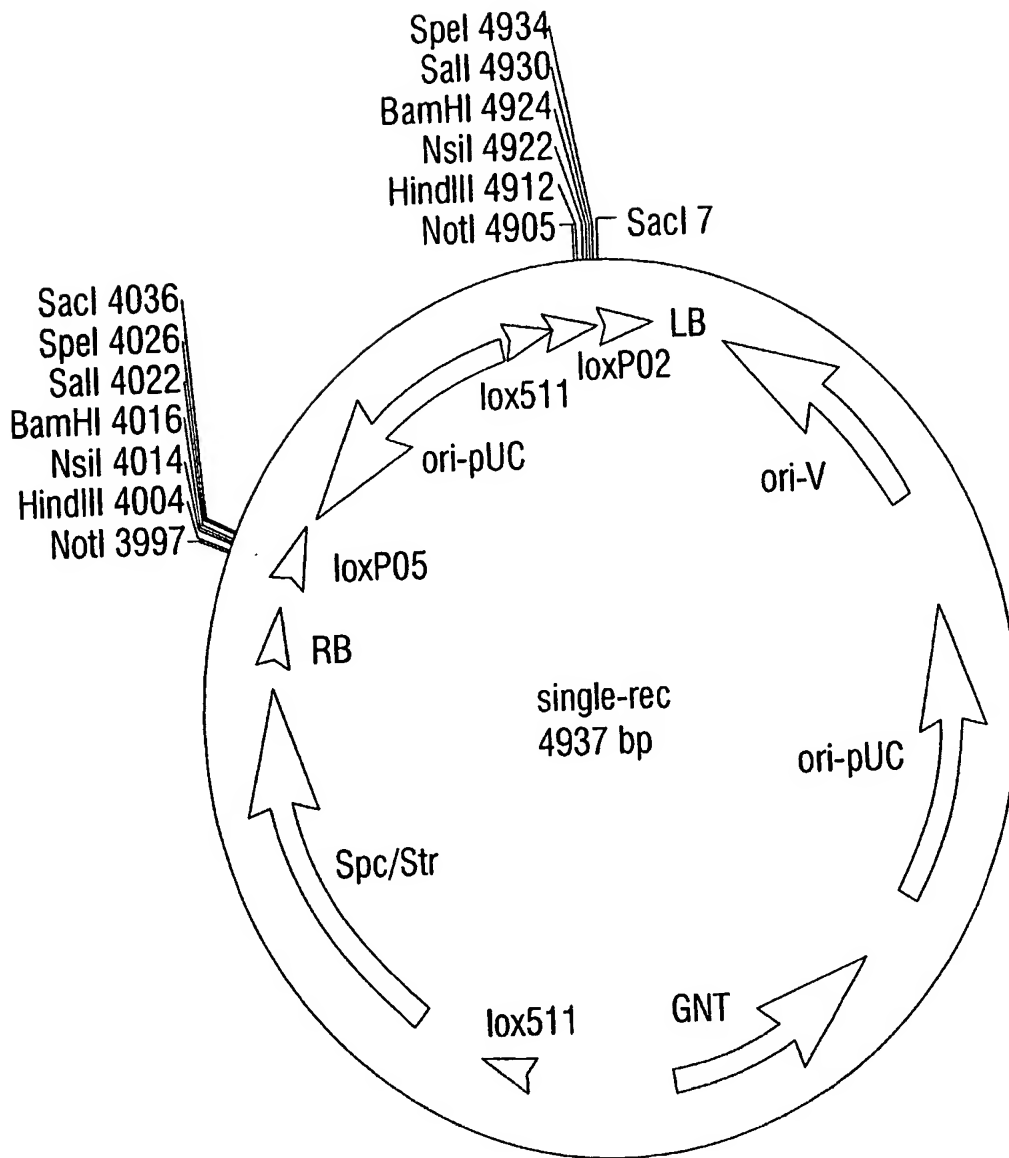 SpeI 4934
SalI 4930
BamHI 4924
NsiI 4922
HindIII 4912
NotI 4905
SacI 7
SacI 4036
SpeI 4026
SalI 4022
BamHI 4016
NsiI 4014
HindIII 4004
NotI 3997
LB
loxP02
lox511
ori-pUC
ori-V
loxP05
RB
single-rec
4937 bp
ori-pUC
Spc/Str
lox511
GNT